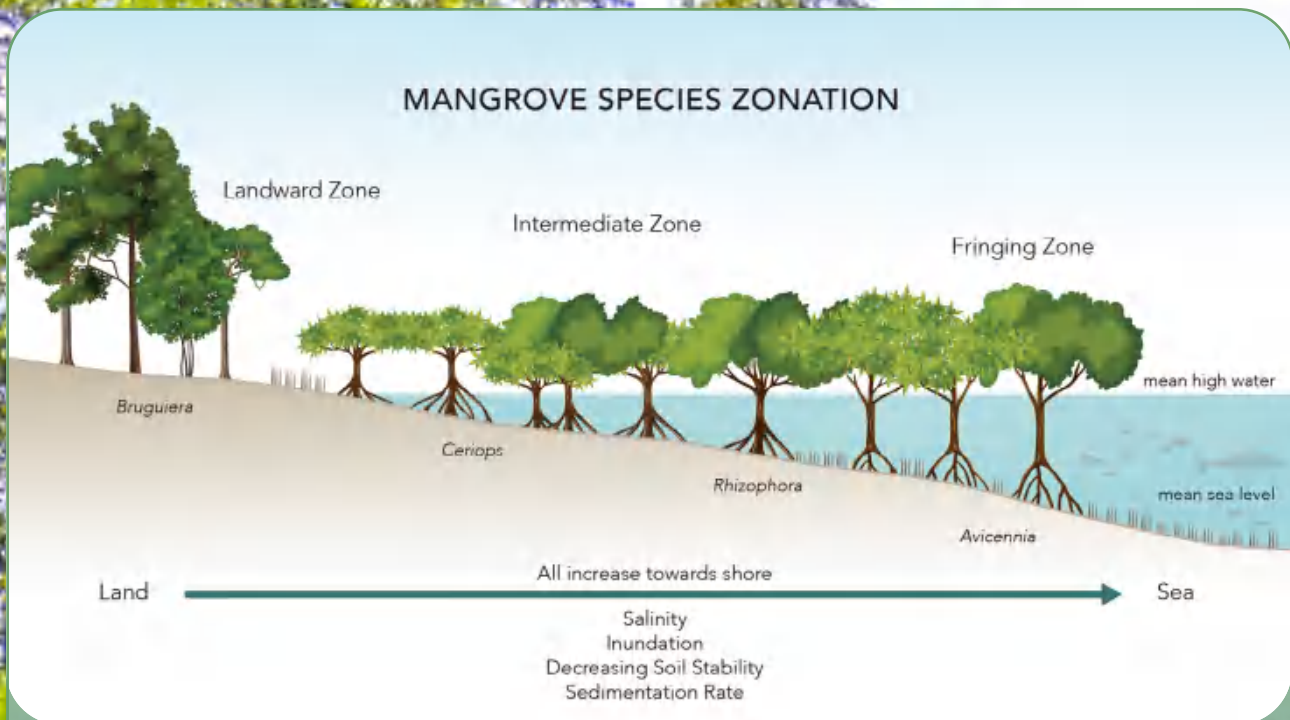 MANGROVE SPECIES ZONATION
Landward Zone
Intermediate Zone
Fringing Zone
mean high water
Bruguiera
Ceriops
Rhizophora
mean sea level
Avicennia
All increase towards shore
Land
Sea
Salinity
Inundation
Decreasing Soil Stability
Sedimentation Rate